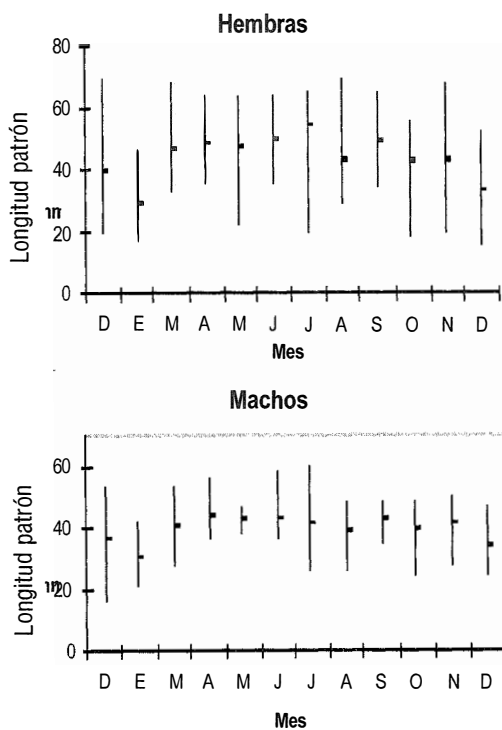 Hembras
80
60
40
20
0
Longitud patrón
D E M A M J J A S O N D
Mes
Machos
60
40
20
0
Longitud patrón
D E M A M J J A S O N D
Mes